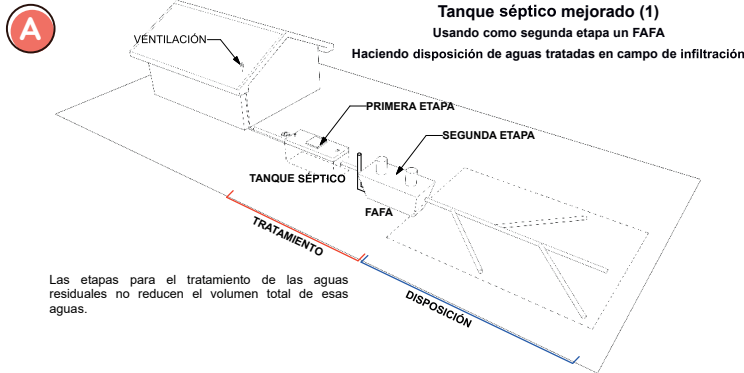 A
Tanque séptico mejorado (1)
Usando como segunda etapa un FAFA
Haciendo disposición de aguas tratadas en campo de infiltración
VENTILACIÓN
PRIMERA ETAPA
SEGUNDA ETAPA
TANQUE SÉPTICO
FAFA
TRATAMIENTO
DISPOSICIÓN
Las etapas para el tratamiento de las aguas
residuales no reducen el volumen total de esas
aguas.